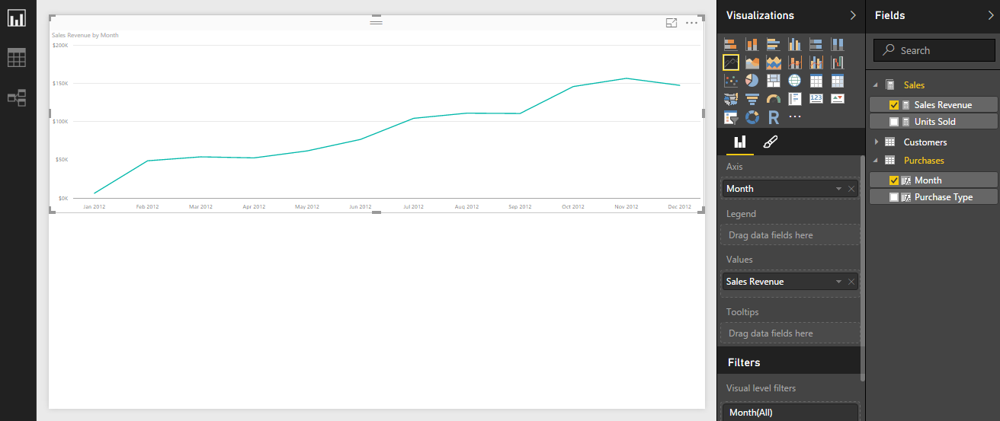 Sales Revenue by Month
$200K
$150K
$100K
$50K
$0K
Jan 2012 Feb 2012 Mar 2012 Apr 2012 May 2012 Jun 2012 Jul 2012 Aug 2012 Sep 2012 Oct 2012 Nov 2012 Dec 2012
Visualizations
R
123
Axis
Month
Legend
Drag data fields here
Values
Sales Revenue
Tooltips
Drag data fields here
Filters
Visual level filters
Month(All)
Fields
Search
Sales
Sales Revenue
Units Sold
Customers
Purchases
Month
Purchase Type